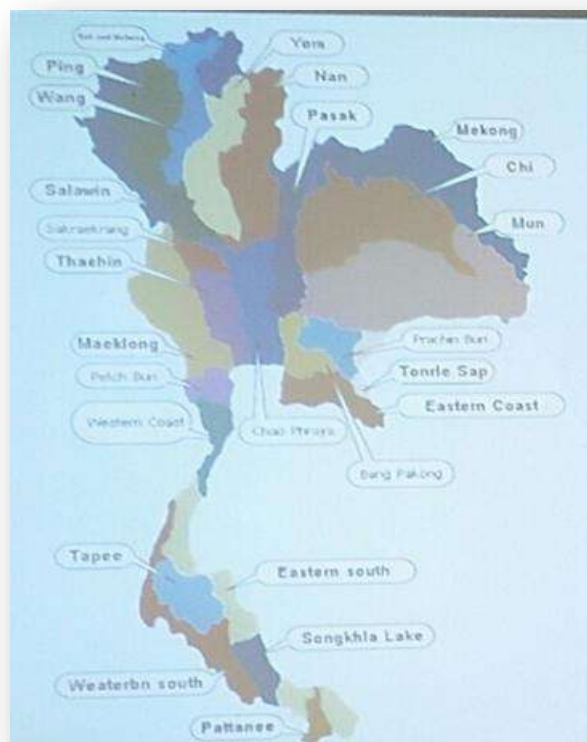 Yom
Ping
Nan
Wang
Pasak
Mekong
Chi
Salawin
Mun
Sakraekrang
Thachin
Maeklong
Prachin Buri
Petch Buri
Tonrle Sap
Eastern Coast
Western Coast
Chao Phraya
Bang Pakong
Tapee
Eastern south
Songkhla Lake
Weaterbn south
Pattanee